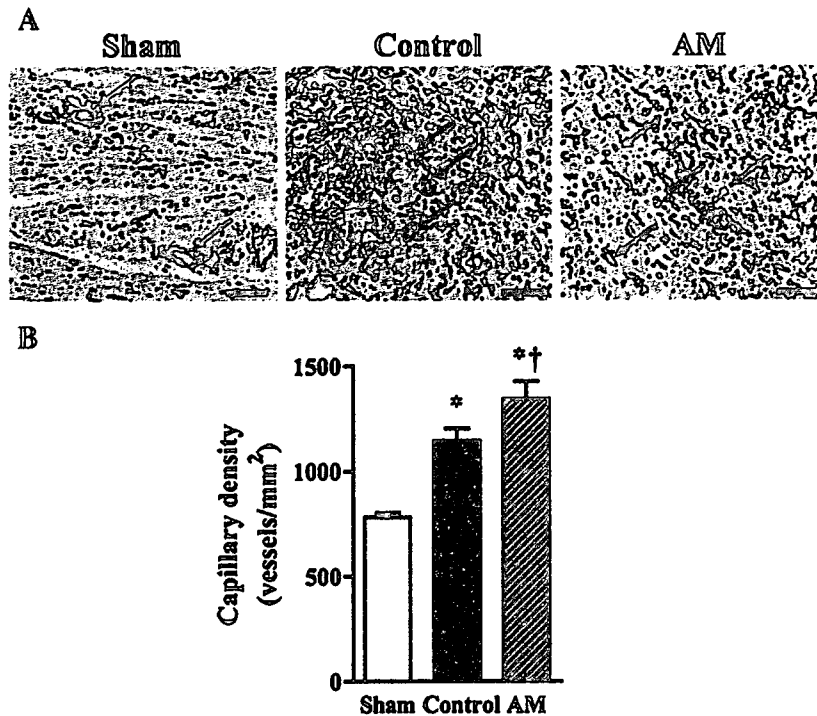 A
Sham Control AM
B
Capillary density
(vessels/mm²)
1500
1000
500
0
*
*†
Sham Control AM